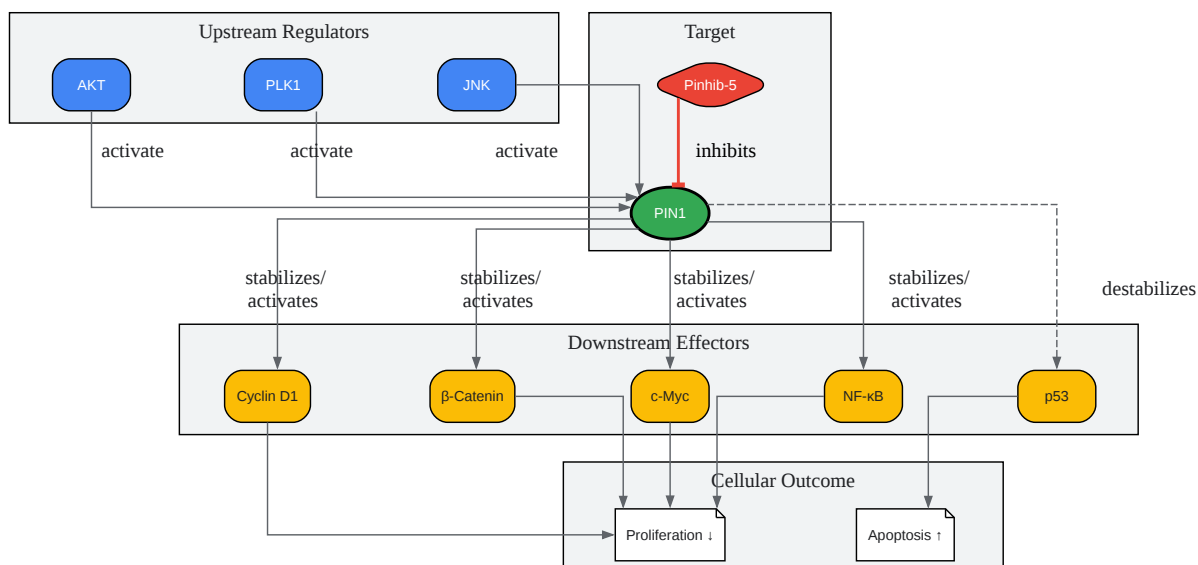 Upstream Regulators
Target
AKT
PLK1
JNK
Pinhib-5
activate
activate
activate
inhibits
PIN1
stabilizes/
activates
stabilizes/
activates
stabilizes/
activates
stabilizes/
activates
destabilizes
Downstream Effectors
Cyclin D1
β-Catenin
c-Myc
NF-κB
p53
Cellular Outcome
Proliferation ↓
Apoptosis ↑